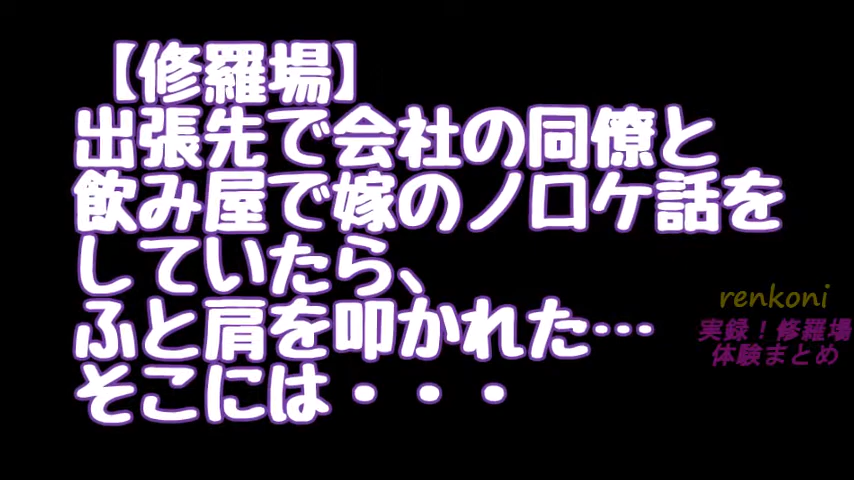 【修羅場】
出張先で会社の同僚と
飲み屋で嫁のノロケ話を
していたら、
ふと肩を叩かれた…
そこには・・・
renkoni
実録！修羅場
体験まとめ